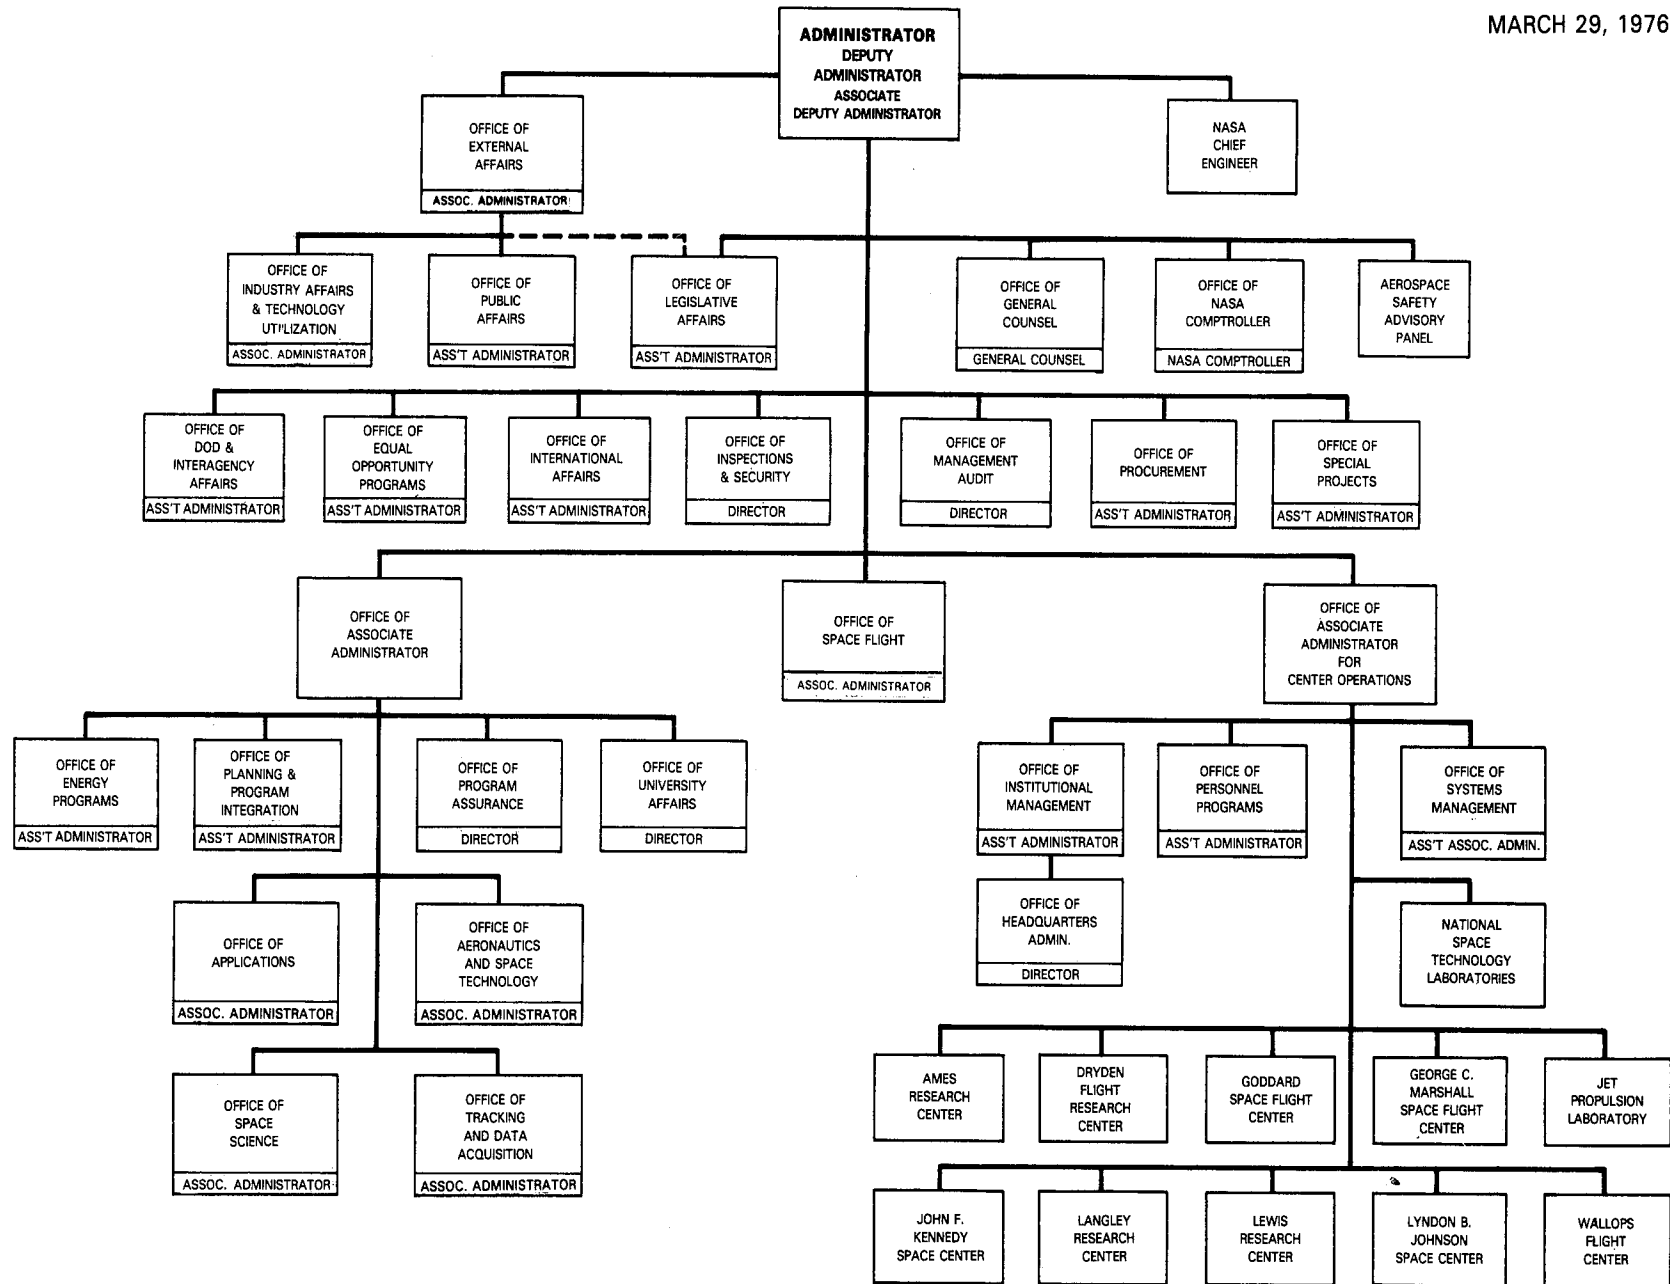 MARCH 29, 1976
ADMINISTRATOR
DEPUTY
ADMINISTRATOR
ASSOCIATE
DEPUTY ADMINISTRATOR
OFFICE OF
EXTERNAL
AFFAIRS
ASSOC. ADMINISTRATOR
NASA
CHIEF
ENGINEER
OFFICE OF
INDUSTRY AFFAIRS
& TECHNOLOGY
UTILIZATION
ASSOC. ADMINISTRATOR
OFFICE OF
PUBLIC
AFFAIRS
ASS'T ADMINISTRATOR
OFFICE OF
LEGISLATIVE
AFFAIRS
ASS'T ADMINISTRATOR
OFFICE OF
GENERAL
COUNSEL
GENERAL COUNSEL
OFFICE OF
NASA
COMPTROLLER
NASA COMPTROLLER
AEROSPACE
SAFETY
ADVISORY
PANEL
OFFICE OF
DOD &
INTERAGENCY
AFFAIRS
ASS'T ADMINISTRATOR
OFFICE OF
EQUAL
OPPORTUNITY
PROGRAMS
ASS'T ADMINISTRATOR
OFFICE OF
INTERNATIONAL
AFFAIRS
ASS'T ADMINISTRATOR
OFFICE OF
INSPECTIONS
& SECURITY
DIRECTOR
OFFICE OF
MANAGEMENT
AUDIT
DIRECTOR
OFFICE OF
PROCUREMENT
ASS'T ADMINISTRATOR
OFFICE OF
SPECIAL
PROJECTS
ASS'T ADMINISTRATOR
OFFICE OF
ASSOCIATE
ADMINISTRATOR
OFFICE OF
SPACE FLIGHT
ASSOC. ADMINISTRATOR
OFFICE OF
ASSOCIATE
ADMINISTRATOR
FOR
CENTER OPERATIONS
OFFICE OF
ENERGY
PROGRAMS
ASS'T ADMINISTRATOR
OFFICE OF
PLANNING &
PROGRAM
INTEGRATION
ASS'T ADMINISTRATOR
OFFICE OF
PROGRAM
ASSURANCE
DIRECTOR
OFFICE OF
UNIVERSITY
AFFAIRS
DIRECTOR
OFFICE OF
INSTITUTIONAL
MANAGEMENT
ASS'T ADMINISTRATOR
OFFICE OF
PERSONNEL
PROGRAMS
ASS'T ADMINISTRATOR
OFFICE OF
SYSTEMS
MANAGEMENT
ASS'T ASSOC. ADMIN.
OFFICE OF
APPLICATIONS
ASSOC. ADMINISTRATOR
OFFICE OF
AERONAUTICS
AND SPACE
TECHNOLOGY
ASSOC. ADMINISTRATOR
OFFICE OF
HEADQUARTERS
ADMIN.
DIRECTOR
NATIONAL
SPACE
TECHNOLOGY
LABORATORIES
OFFICE OF
SPACE
SCIENCE
ASSOC. ADMINISTRATOR
OFFICE OF
TRACKING
AND DATA
ACQUISITION
ASSOC. ADMINISTRATOR
AMES
RESEARCH
CENTER
DRYDEN
FLIGHT
RESEARCH
CENTER
GODDARD
SPACE FLIGHT
CENTER
GEORGE C.
MARSHALL
SPACE FLIGHT
CENTER
JET
PROPULSION
LABORATORY
JOHN F.
KENNEDY
SPACE CENTER
LANGLEY
RESEARCH
CENTER
LEWIS
RESEARCH
CENTER
LYNDON B.
JOHNSON
SPACE CENTER
WALLOPS
FLIGHT
CENTER